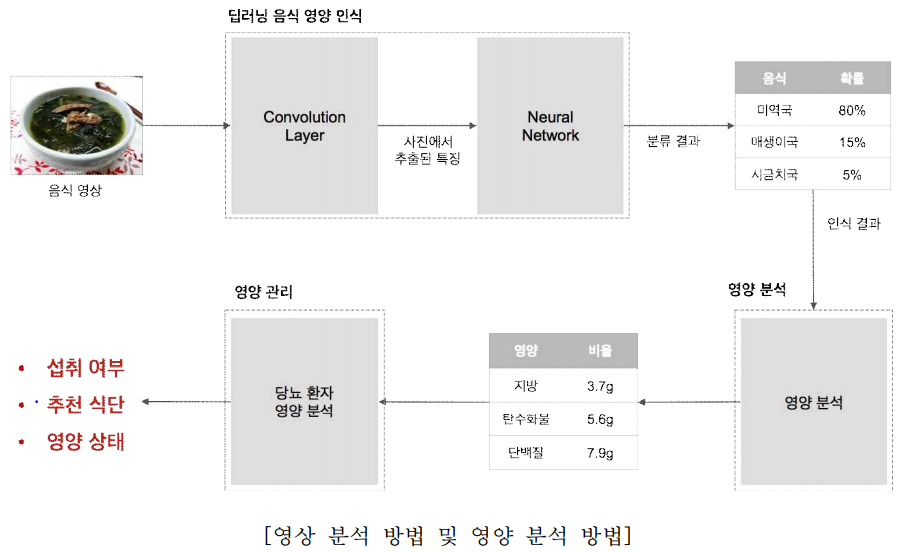 딥러닝 음식 영양 인식
Convolution
Layer
Neural
Network
사진에서
추출된 특징
분류 결과
음식 확률
미역국 80%
매생이국 15%
시금치국 5%
음식 영상
인식 결과
영양 관리
영양 분석
당뇨 환자
영양 분석
영양 비율
지방 3.7g
탄수화물 5.6g
단백질 7.9g
영양 분석
• 섭취 여부
• 추천 식단
• 영양 상태
[영상 분석 방법 및 영양 분석 방법]